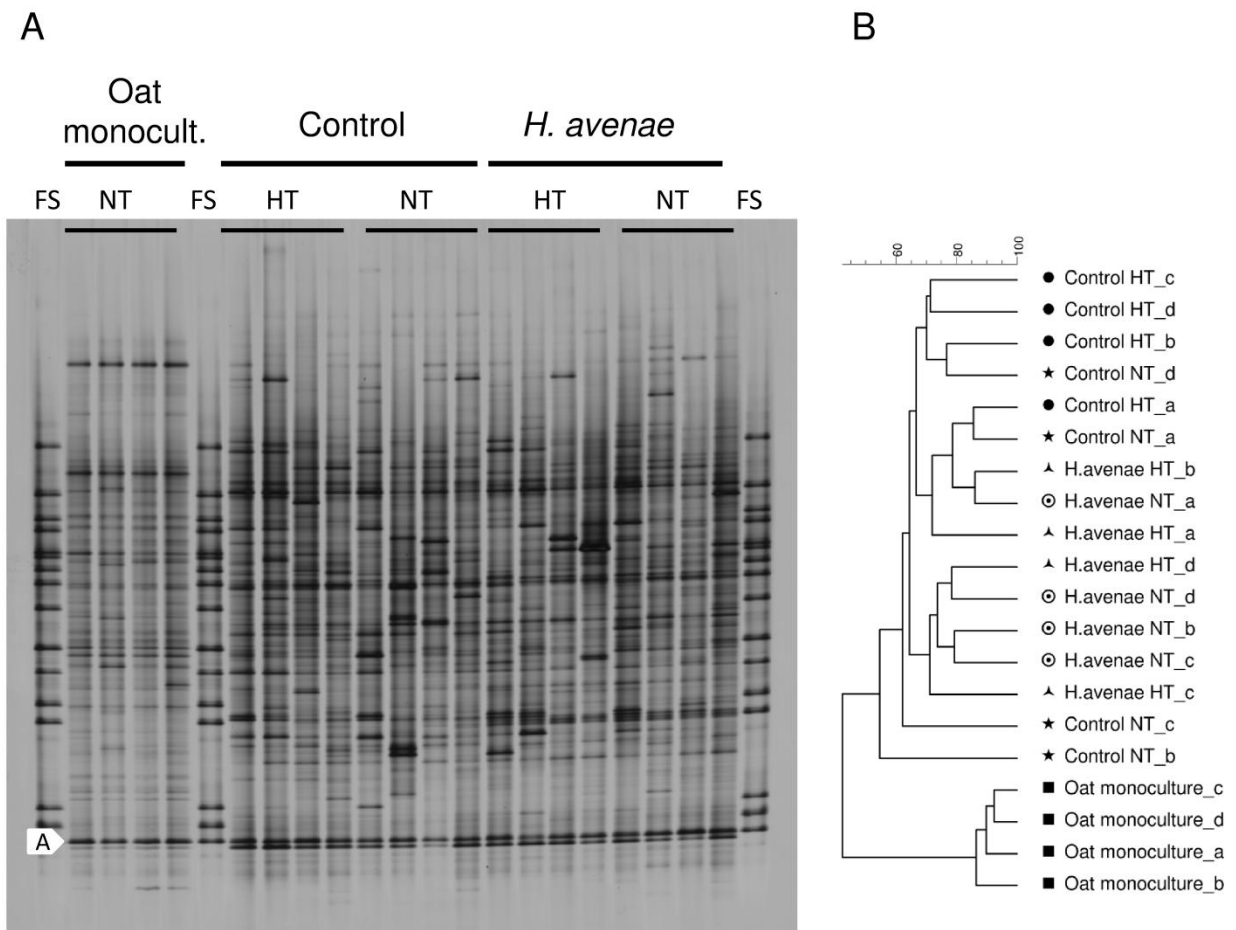 A
B
Oat
monocult.
Control
H. avenae
FS NT FS HT NT HT NT FS
A
60 80 100
Control HT_c
Control HT_d
Control HT_b
Control NT_d
Control HT_a
Control NT_a
H.avenae HT_b
H.avenae NT_a
H.avenae HT_a
H.avenae HT_d
H.avenae NT_d
H.avenae NT_b
H.avenae NT_c
H.avenae HT_c
Control NT_c
Control NT_b
Oat monoculture_c
Oat monoculture_d
Oat monoculture_a
Oat monoculture_b